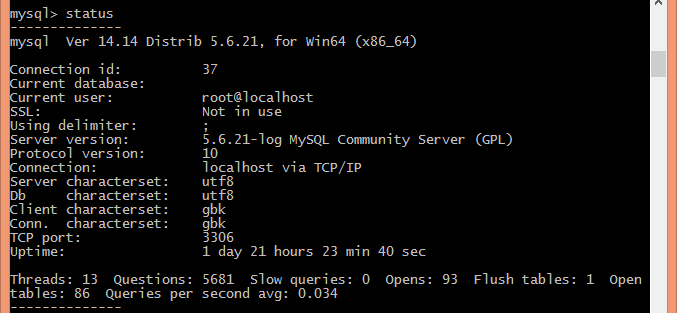 mysql> status
--------------
mysql  Ver 14.14 Distrib 5.6.21, for Win64 (x86_64)
Connection id:          37
Current database:
Current user:           root@localhost
SSL:                    Not in use
Using delimiter:        ;
Server version:         5.6.21-log MySQL Community Server (GPL)
Protocol version:       10
Connection:             localhost via TCP/IP
Server characterset:    utf8
Db     characterset:    utf8
Client characterset:    gbk
Conn.  characterset:    gbk
TCP port:               3306
Uptime:                 1 day 21 hours 23 min 40 sec
Threads: 13  Questions: 5681  Slow queries: 0  Opens: 93  Flush tables: 1  Open
tables: 86  Queries per second avg: 0.034
--------------